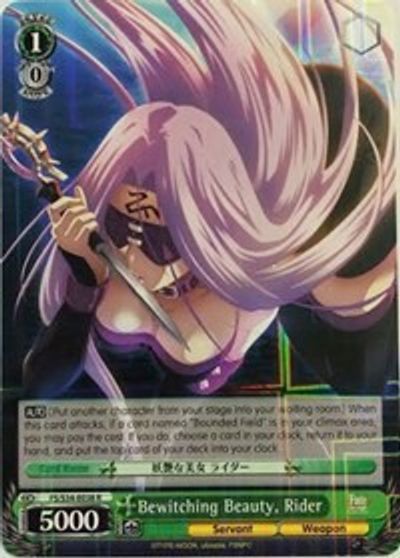 1
0
AUTO [Put another character from your stage into your waiting room] When
this card attacks, if a card named "Bounded Field" is in your climax area,
you may pay the cost. If you do, choose a card in your clock, return it to your
hand, and put the top card of your deck into your clock.
妖艶な美女 ライダー
FS/S34-E038 R
Bewitching Beauty, Rider
Fate
5000
Servant
Weapon